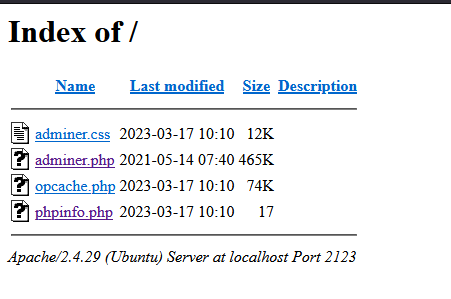 Index of /
Name Last modified Size Description
adminer.css 2023-03-17 10:10 12K
adminer.php 2021-05-14 07:40 465K
opcache.php 2023-03-17 10:10 74K
phpinfo.php 2023-03-17 10:10 17
Apache/2.4.29 (Ubuntu) Server at localhost Port 2123